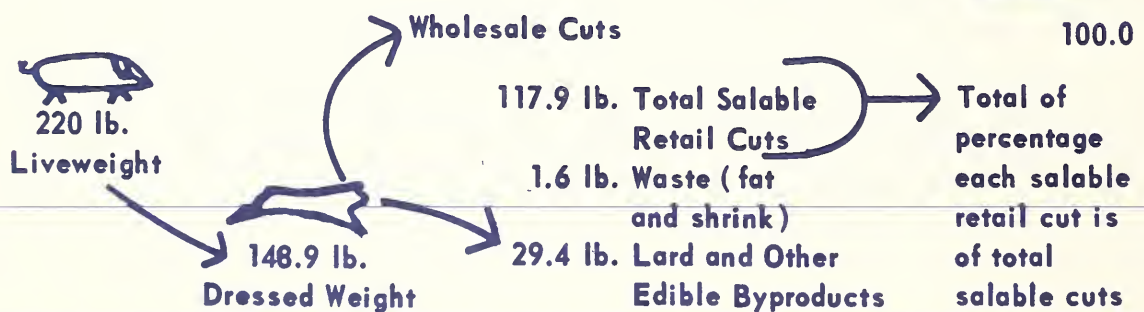 Wholesale Cuts
100.0
220 lb.
Liveweight
148.9 lb.
Dressed Weight
117.9 lb. Total Salable
Retail Cuts
1.6 lb. Waste (fat
and shrink)
29.4 lb. Lard and Other
Edible Byproducts
Total of
percentage
each salable
retail cut is
of total
salable cuts